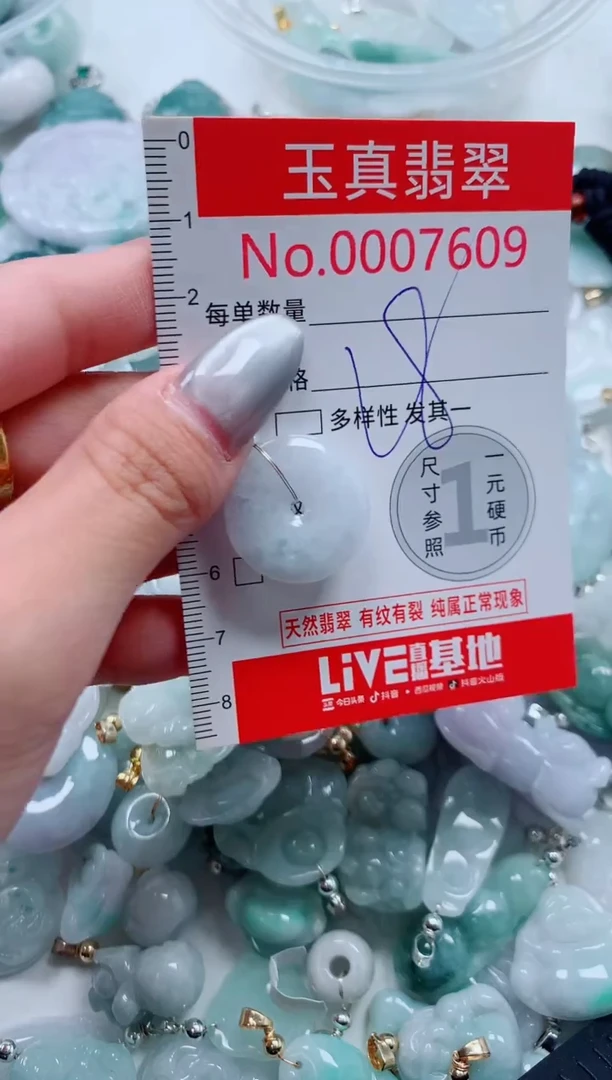 玉真翡翠
No.0007609
每单数量
18
格
多样性 发其一
尺寸参照
1
一元硬币
天然翡翠 有纹有裂 纯属正常现象
LiVE直播基地
今日头条 抖音 • 西瓜视频 抖音火山版
0
1
2
6
7
8